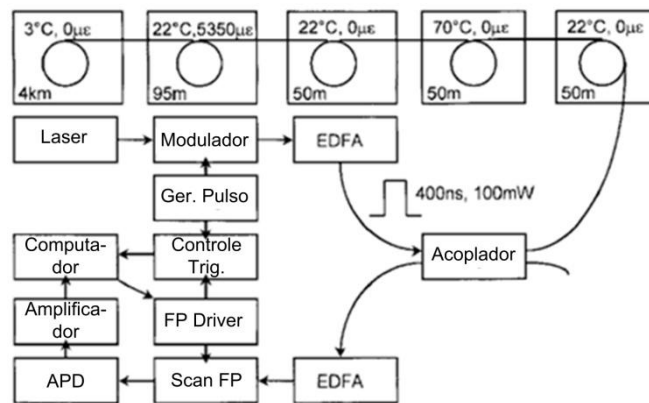 3°C, 0με
22°C,5350με
22°C, 0με
70°C, 0με
22°C, 0με
4km
95m
50m
50m
50m
Laser
Modulador
EDFA
Ger. Pulso
400ns, 100mW
Computa-
dor
Controle
Trig.
Acoplador
Amplifica-
dor
FP Driver
APD
Scan FP
EDFA